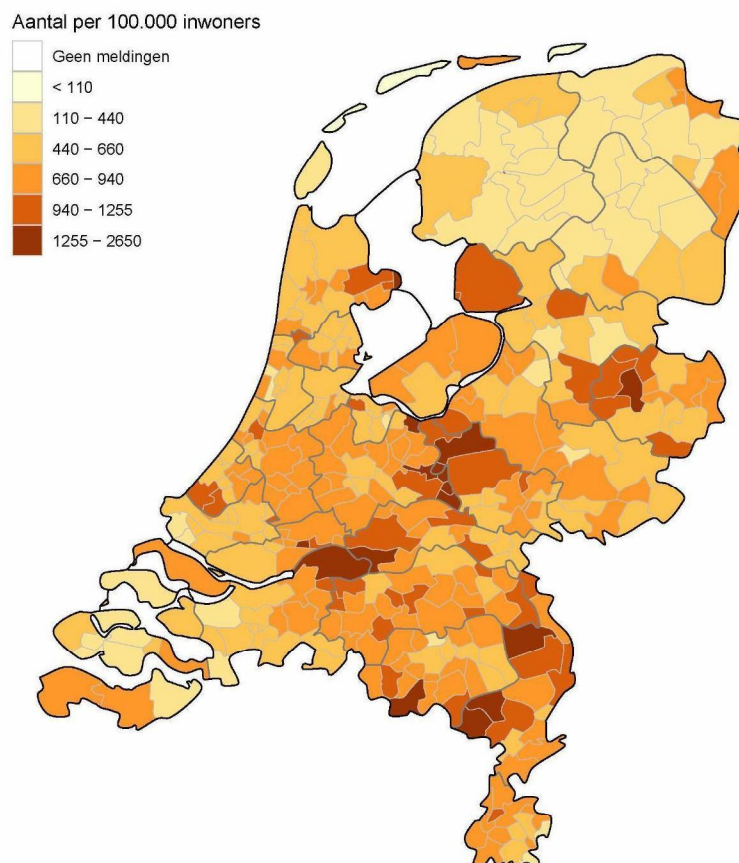 Aantal per 100.000 inwoners
Geen meldingen
< 110
110 – 440
440 – 660
660 – 940
940 – 1255
1255 – 2650